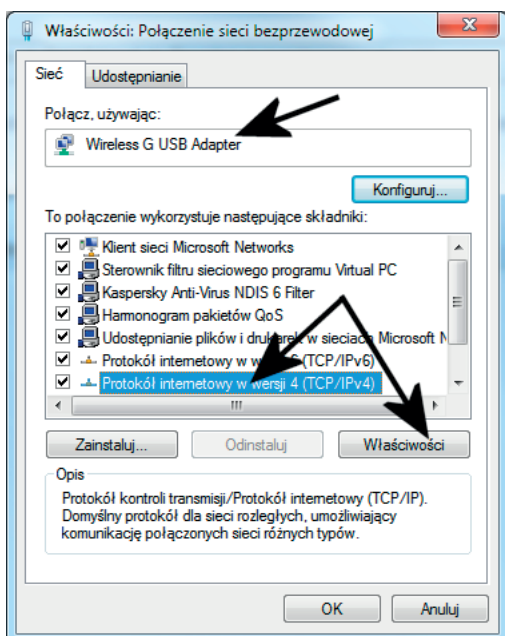 Właściwości: Połączenie sieci bezprzewodowej
Sieć
Udostępnianie
Połącz, używając:
Wireless G USB Adapter
Konfiguruj...
To połączenie wykorzystuje następujące składniki:
Klient sieci Microsoft Networks
Sterownik filtru sieciowego programu Virtual PC
Kaspersky Anti-Virus NDIS 6 Filter
Harmonogram pakietów QoS
Udostępnianie plików i drukarek w sieciach Microsoft N
Protokół internetowy w wersji 6 (TCP/IPv6)
Protokół internetowy w wersji 4 (TCP/IPv4)
Zainstaluj...
Odinstaluj
Właściwości
Opis
Protokół kontroli transmisji/Protokół internetowy (TCP/IP).
Domyślny protokół dla sieci rozległych, umożliwiający
komunikację połączonych sieci różnych typów.
OK
Anuluj